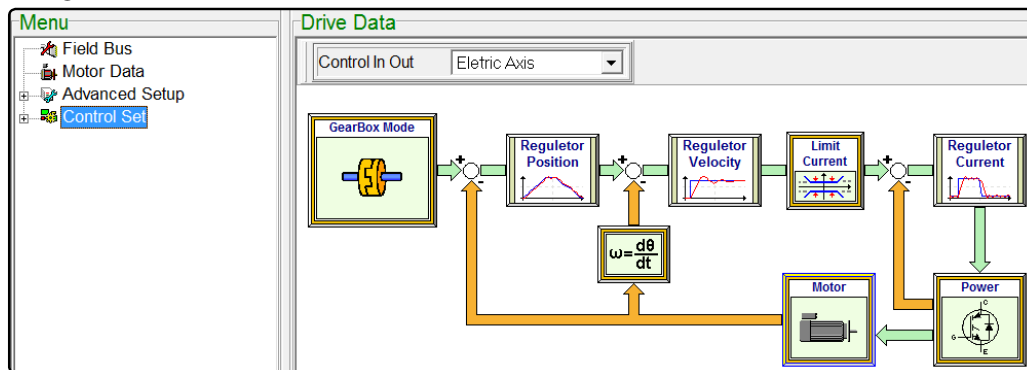 Menu
Field Bus
Motor Data
Advanced Setup
Control Set
Drive Data
Control In Out
Eletric Axis
GearBox Mode
+
-
Reguletor
Position
+
-
Reguletor
Velocity
Limit
Current
+
-
Reguletor
Current
ω=dθ/dt
Motor
Power
C
G
E